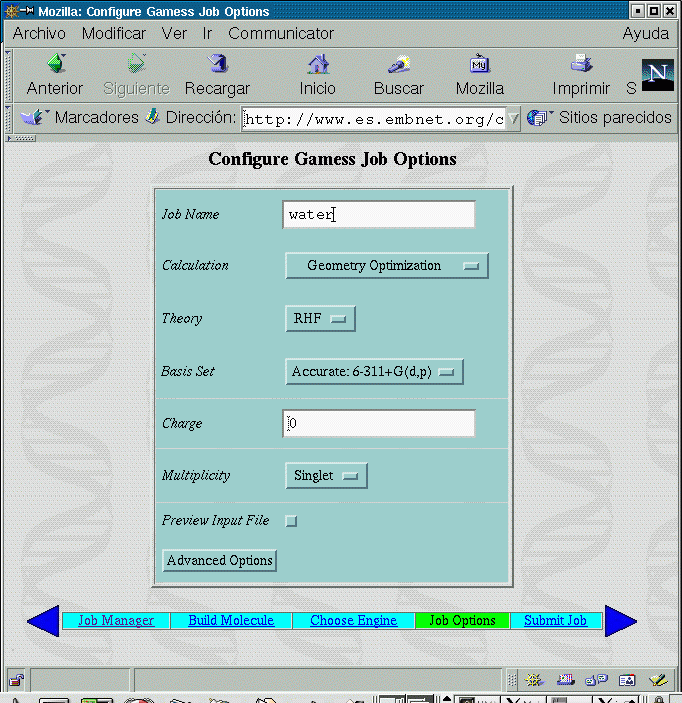 Mozilla: Configure Gamess Job Options
Archivo Modificar Ver Ir Communicator Ayuda
Anterior Siguiente Recargar Inicio Buscar Mozilla Imprimir S
My
N
Marcadores Dirección: http://www.es.embnet.org/c Sitios parecidos
Configure Gamess Job Options
Job Name water
Calculation Geometry Optimization
Theory RHF
Basis Set Accurate: 6-311+G(d,p)
Charge 0
Multiplicity Singlet
Preview Input File
Advanced Options
Job Manager Build Molecule Choose Engine Job Options Submit Job